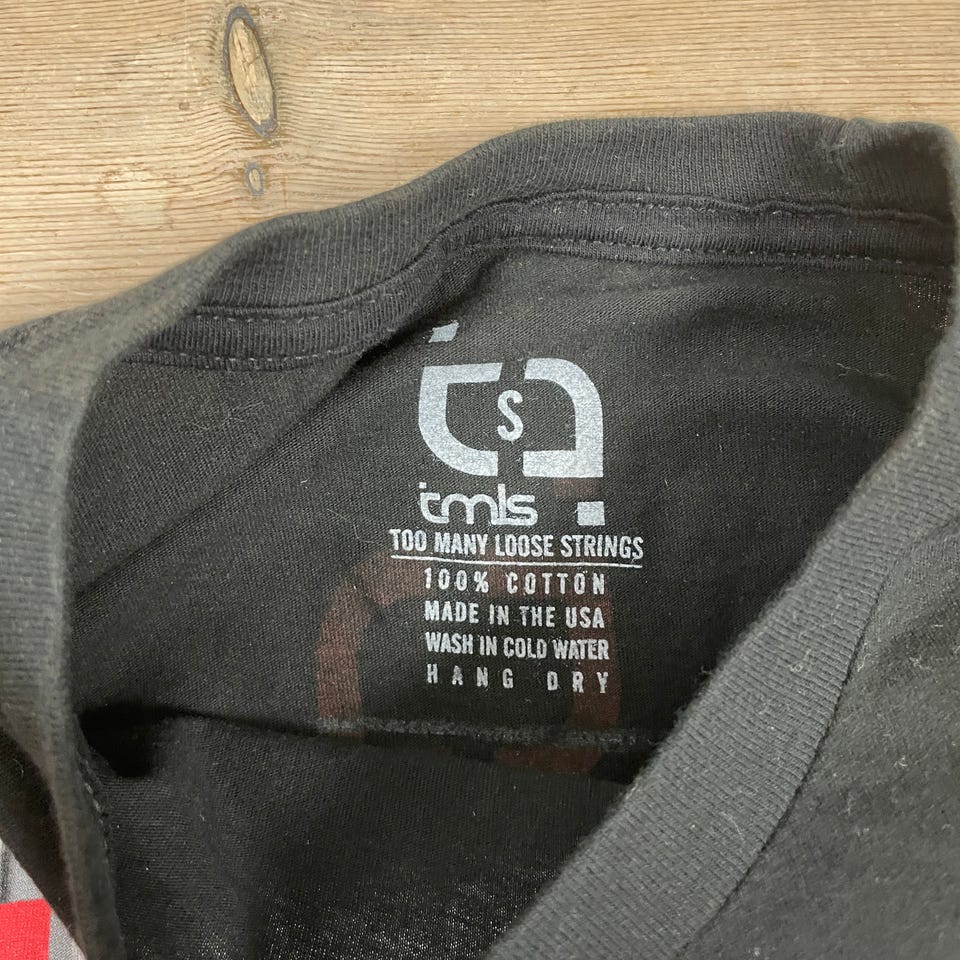 S
tmls
TOO MANY LOOSE STRINGS
100% COTTON
MADE IN THE USA
WASH IN COLD WATER
HANG DRY